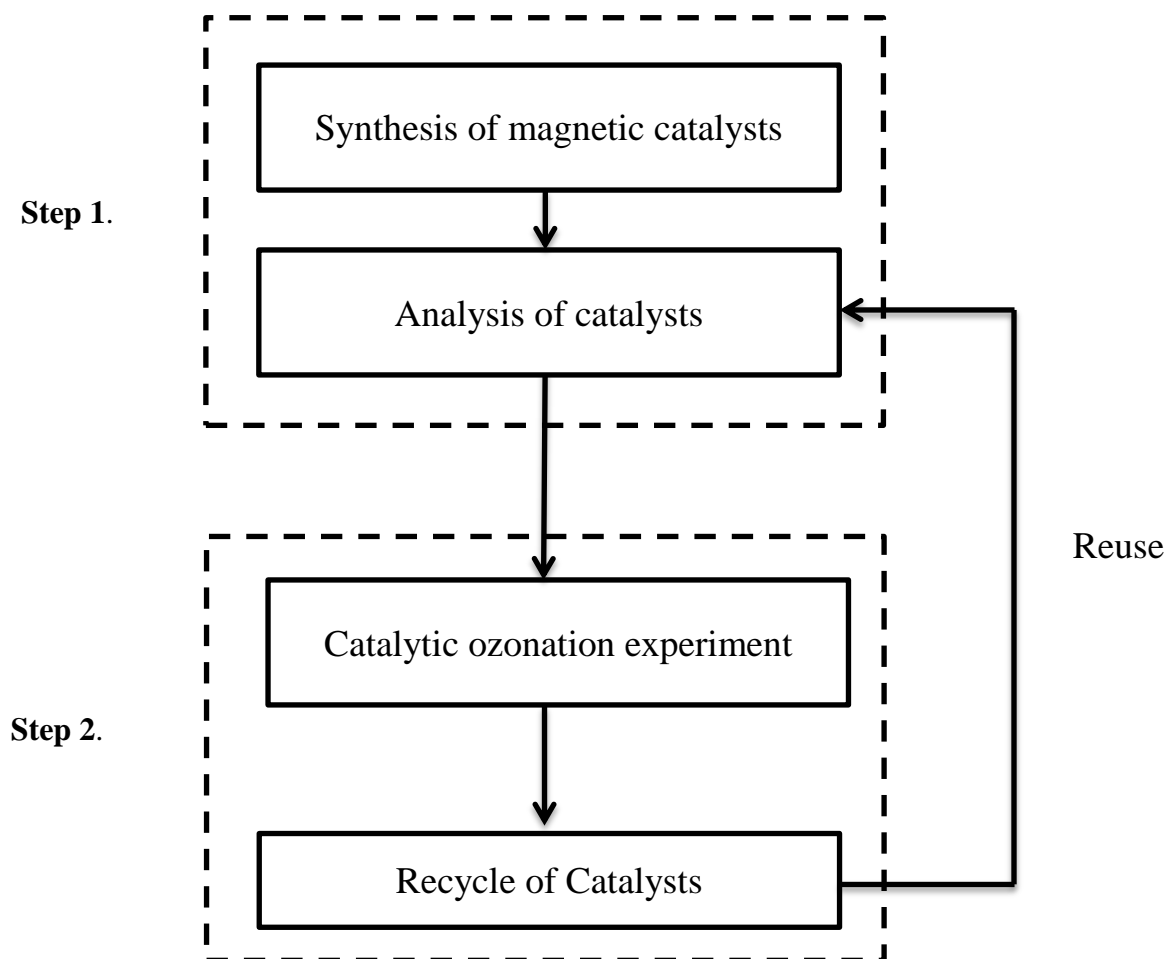 Synthesis of magnetic catalysts
Step 1.
Analysis of catalysts
Reuse
Catalytic ozonation experiment
Step 2.
Recycle of Catalysts